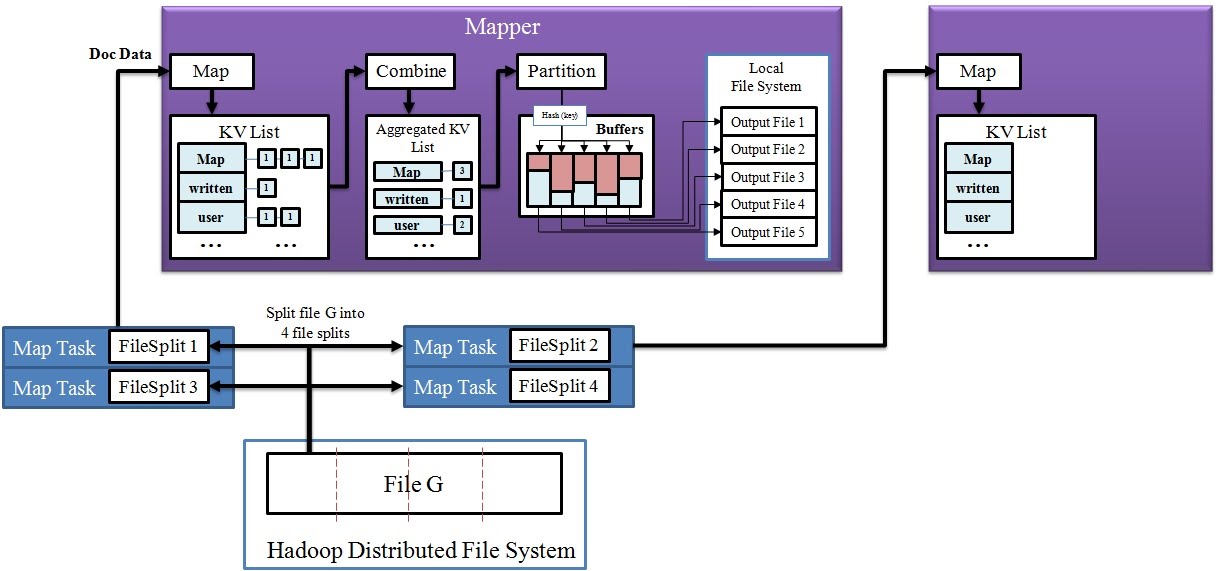 Mapper
Doc Data
Map
Combine
Partition
Local
File System
Hash (key)
Buffers
KV List
Map
1
1
1
written
1
user
1
1
...
...
Aggregated KV
List
Map
3
written
1
user
2
...
Output File 1
Output File 2
Output File 3
Output File 4
Output File 5
Map
KV List
Map
written
user
...
Split file G into
4 file splits
Map Task
FileSplit 1
Map Task
FileSplit 3
Map Task
FileSplit 2
Map Task
FileSplit 4
File G
Hadoop Distributed File System